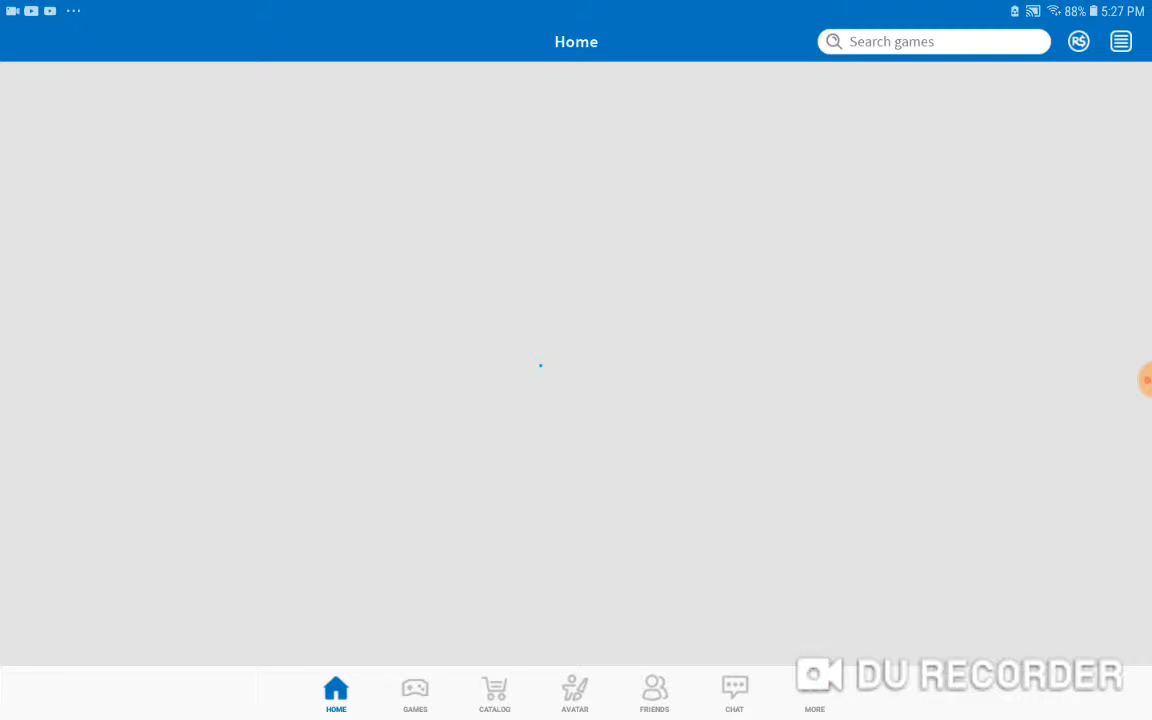 88% 5:27 PM
Home
Search games
R$
HOME GAMES CATALOG AVATAR FRIENDS CHAT MORE
DU RECORDER